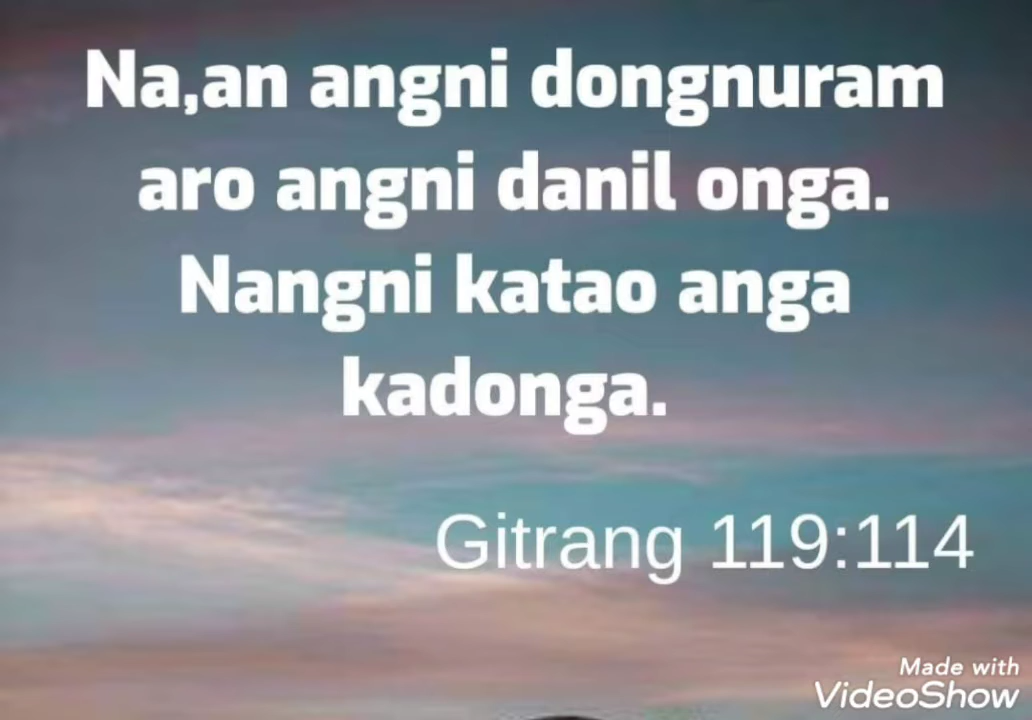 Na,an angni dongnuram
aro angni danil onga.
Nangni katao anga
kadonga.
Gitrang 119:114
Made with
VideoShow